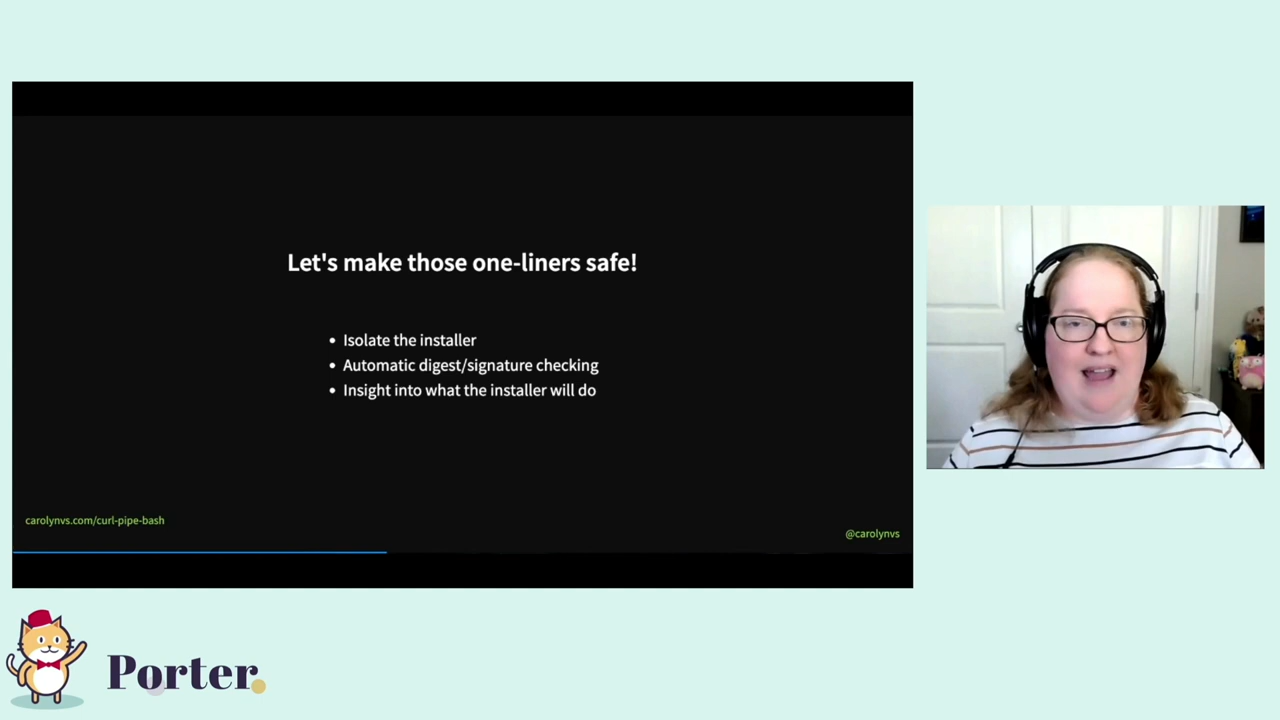 Let's make those one-liners safe!
• Isolate the installer
• Automatic digest/signature checking
• Insight into what the installer will do
carolynvs.com/curl-pipe-bash
@carolynvs
Porter.